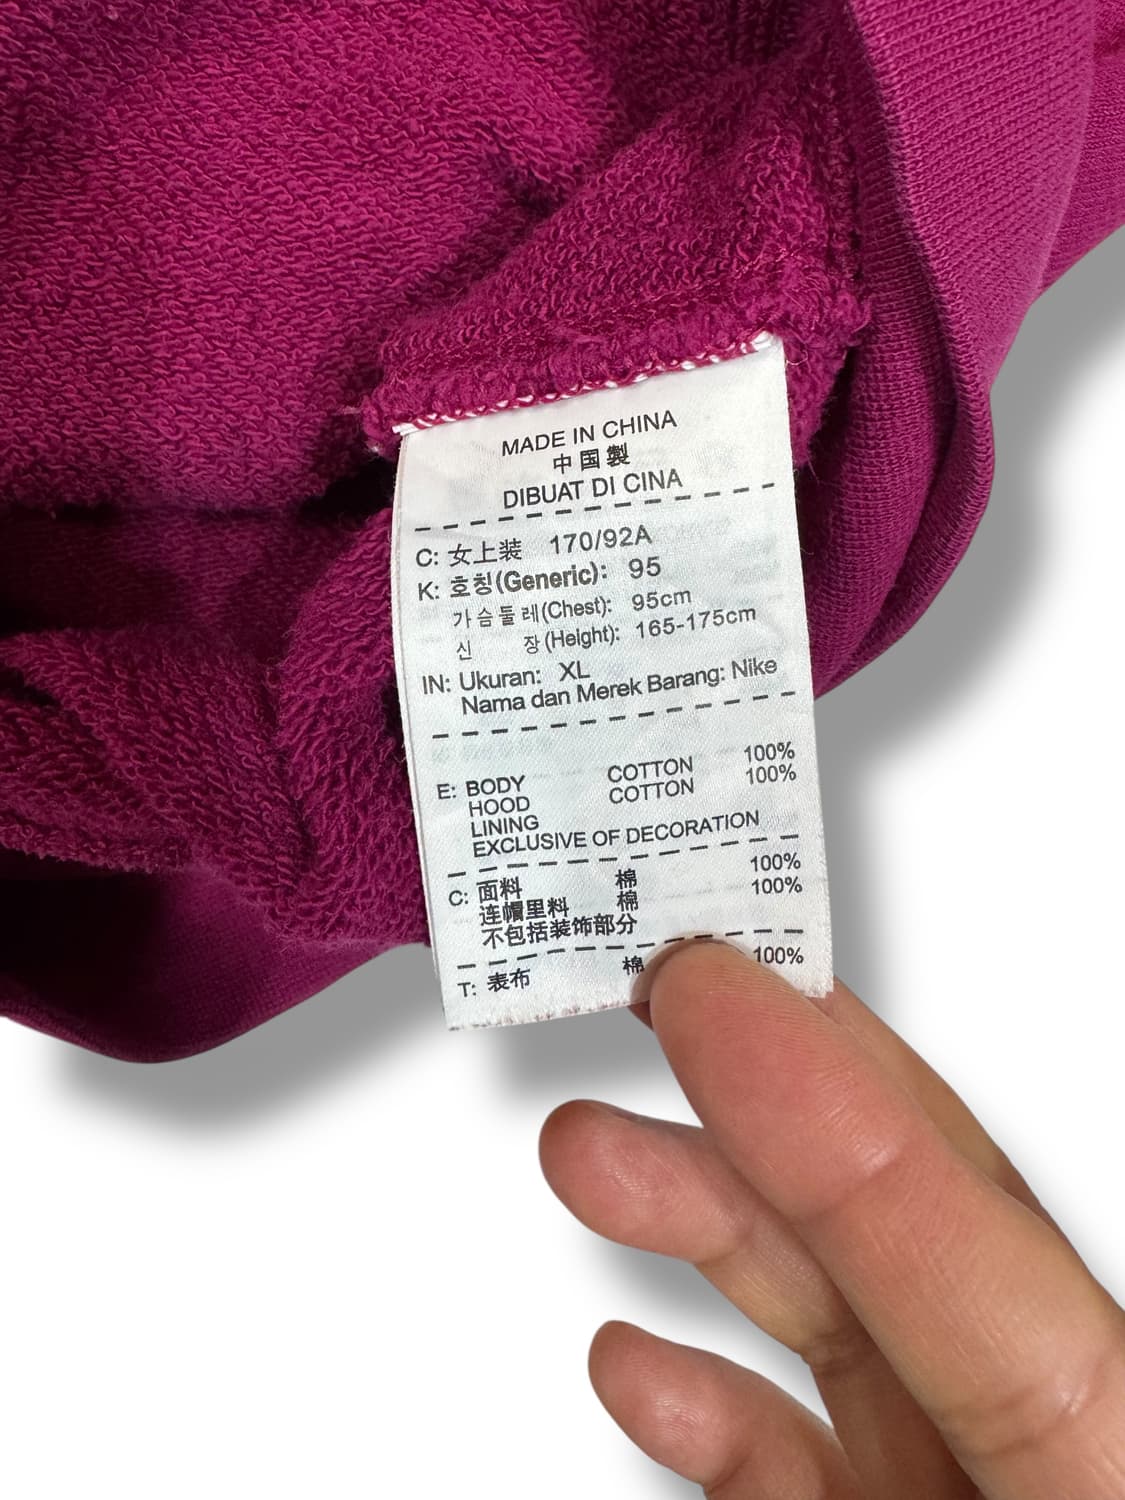 MADE IN CHINA
中国製
DIBUAT DI CINA
C: 女上装 170/92A
K: 호칭(Generic): 95
가슴둘레(Chest): 95cm
신 장(Height): 165-175cm
IN: Ukuran: XL
Nama dan Merek Barang: Nike
E: BODY COTTON 100%
HOOD COTTON 100%
LINING
EXCLUSIVE OF DECORATION
C: 面料 棉 100%
连帽里料 棉 100%
不包括装饰部分
T: 表布 棉 100%